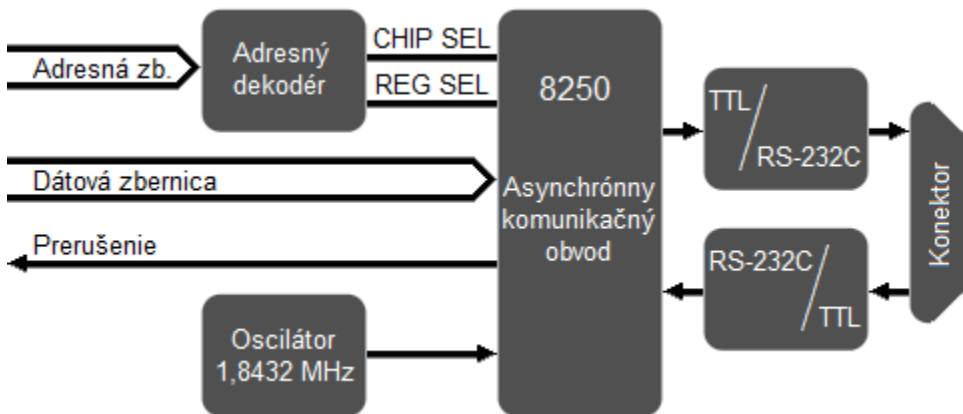 Adresná zb.
Adresný
dekodér
CHIP SEL
REG SEL
8250
Asynchrónny
komunikačný
obvod
Dátová zbernica
Prerušenie
Oscilátor
1,8432 MHz
TTL
RS-232C
RS-232C
TTL
Konektor